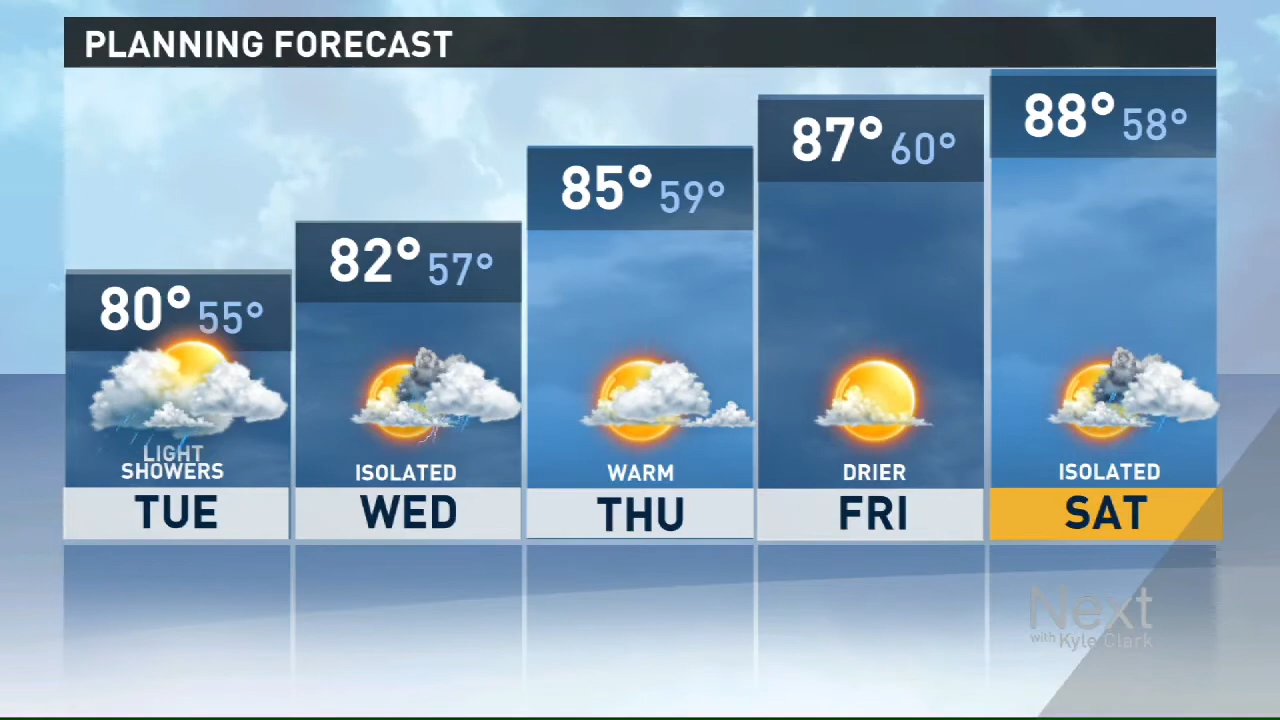 PLANNING FORECAST
80° 55°
LIGHT
SHOWERS
TUE
82° 57°
ISOLATED
WED
85° 59°
WARM
THU
87° 60°
DRIER
FRI
88° 58°
ISOLATED
SAT
Next
with Kyle Clark